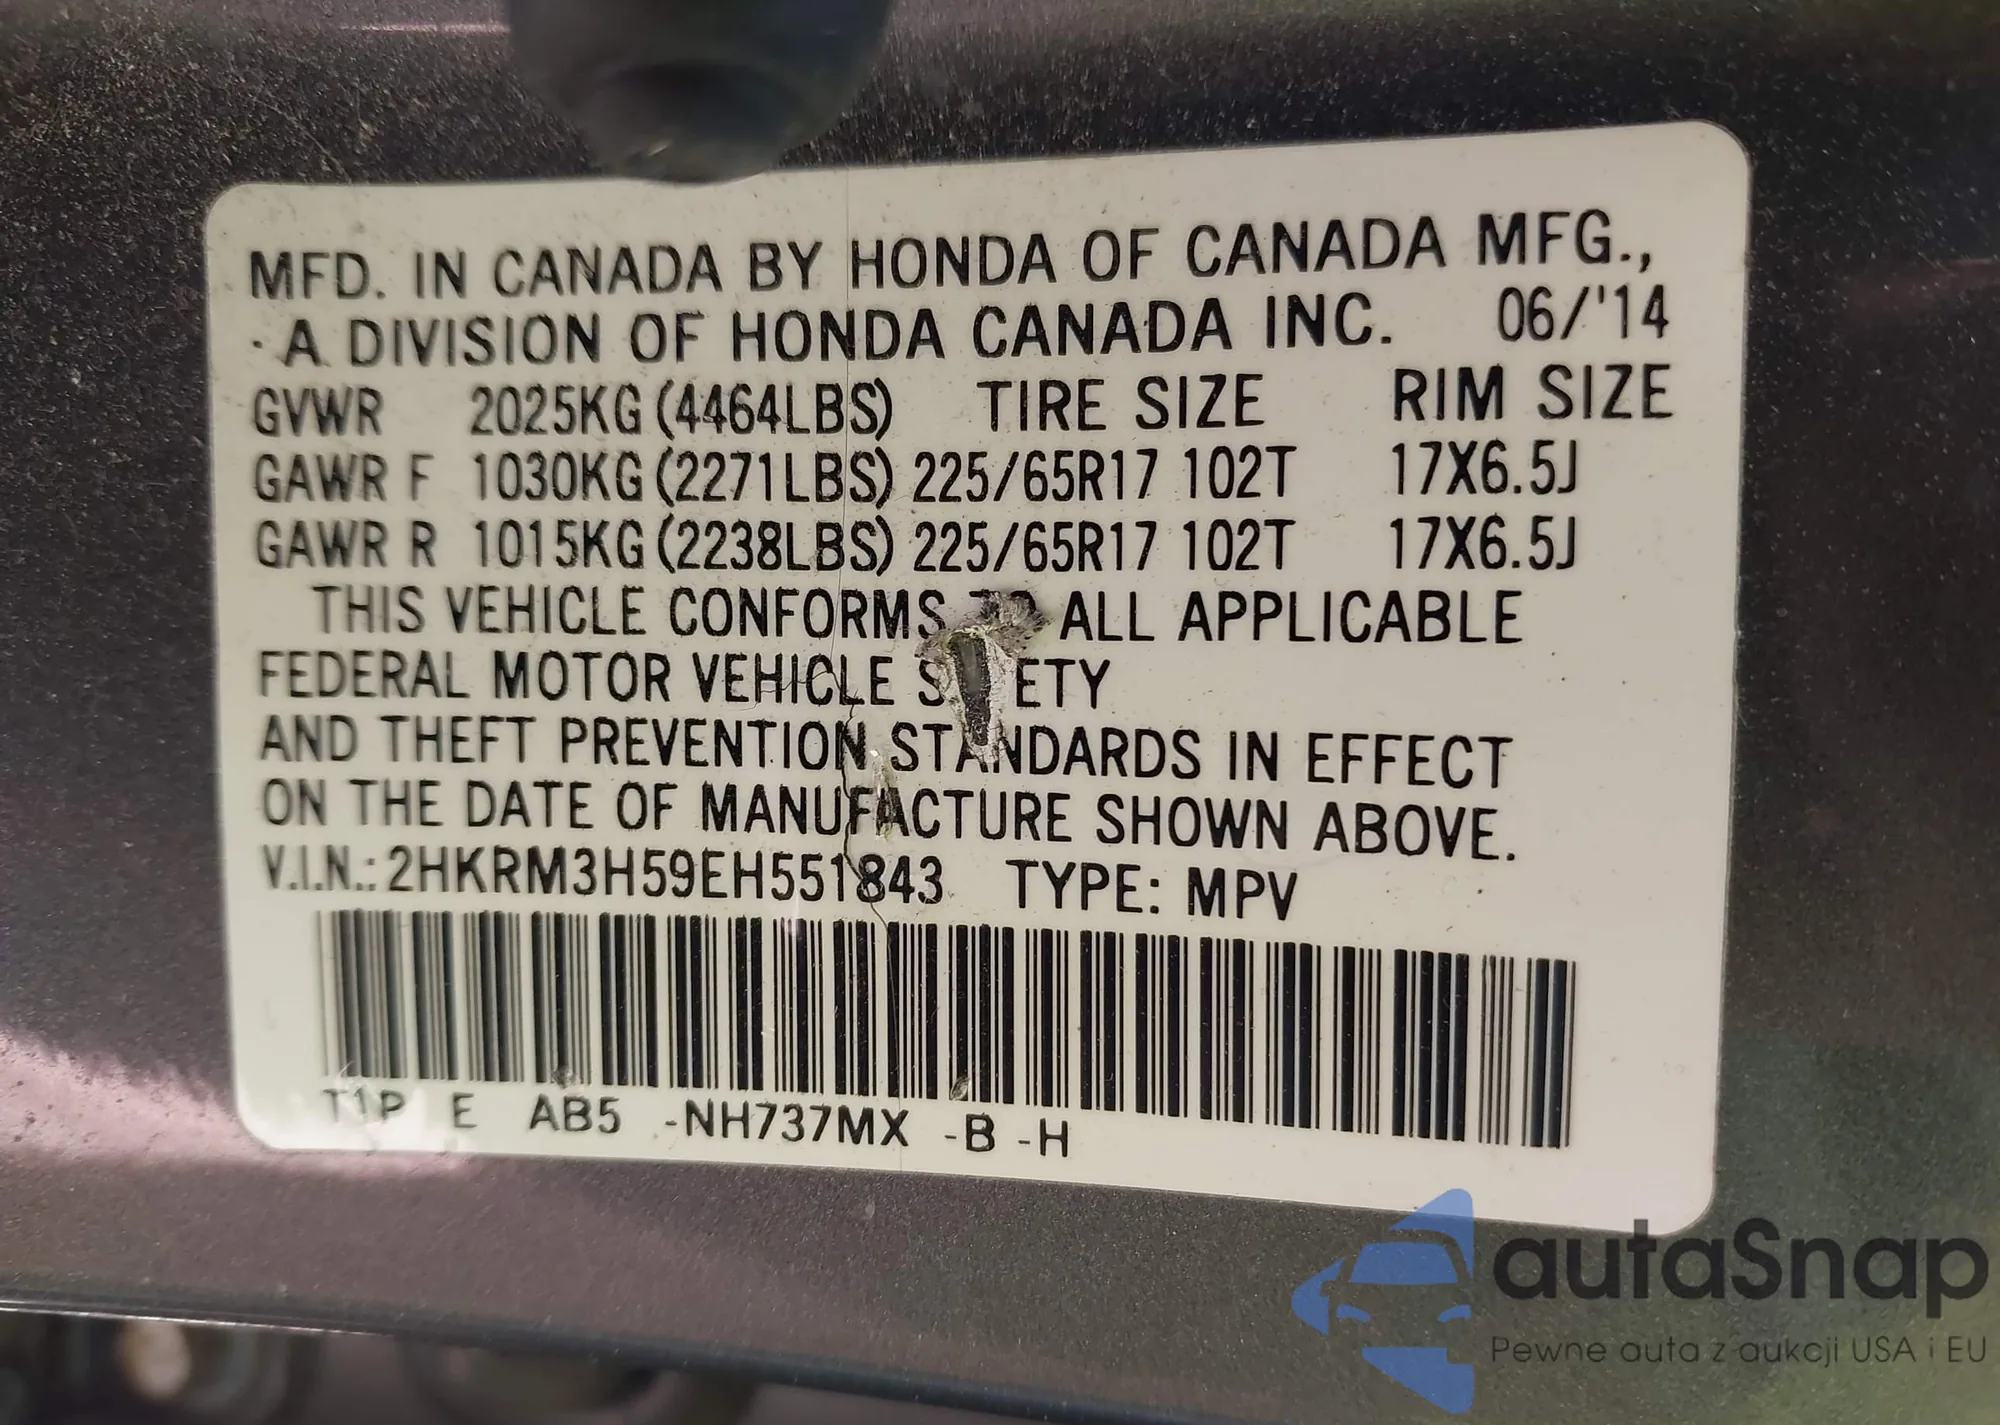 MFD. IN CANADA BY HONDA OF CANADA MFG.,
A DIVISION OF HONDA CANADA INC. 06/'14
GVWR 2025KG (4464LBS) TIRE SIZE RIM SIZE
GAWR F 1030KG (2271LBS) 225/65R17 102T 17X6.5J
GAWR R 1015KG (2238LBS) 225/65R17 102T 17X6.5J
THIS VEHICLE CONFORMS ALL APPLICABLE
FEDERAL MOTOR VEHICLE
AND THEFT PREVENTION STANDARDS IN EFFECT
ON THE DATE OF MANUFACTURE SHOWN ABOVE.
V.I.N.: 2HKRM3H59EH551843 TYPE: MPV
T1P E AB5 -NH737MX -B -H
autaSnap
Pewne auta z aukcji USA i EU